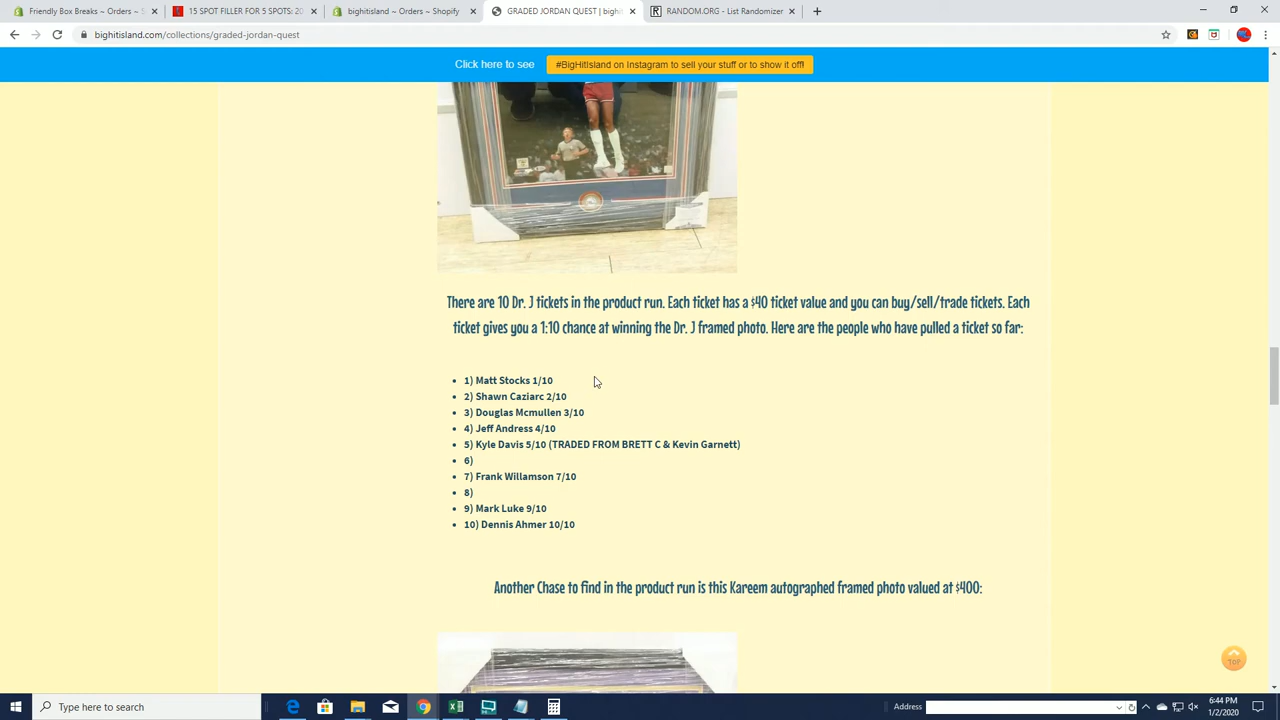 Friendly Box Breaks ~ Orders ~ S
15 SPOT FILLER FOR 5 SPOTS: 20
bighitisland ~ Orders ~ Shopify
GRADED JORDAN QUEST | bigh
RANDOM.ORG - List Randomizer
bighitisland.com/collections/graded-jordan-quest
Click here to see
#BigHitIsland on Instagram to sell your stuff or to show it off!
There are 10 Dr. J tickets in the product run. Each ticket has a $40 ticket value and you can buy/sell/trade tickets. Each
ticket gives you a 1:10 chance at winning the Dr. J framed photo. Here are the people who have pulled a ticket so far:
1) Matt Stocks 1/10
2) Shawn Caziarc 2/10
3) Douglas Mcmullen 3/10
4) Jeff Andress 4/10
5) Kyle Davis 5/10 (TRADED FROM BRETT C & Kevin Garnett)
6)
7) Frank Willamson 7/10
8)
9) Mark Luke 9/10
10) Dennis Ahmer 10/10
Another Chase to find in the product run is this Kareem autographed framed photo valued at $400:
TOP
Type here to search
Address
6:44 PM
1/2/2020